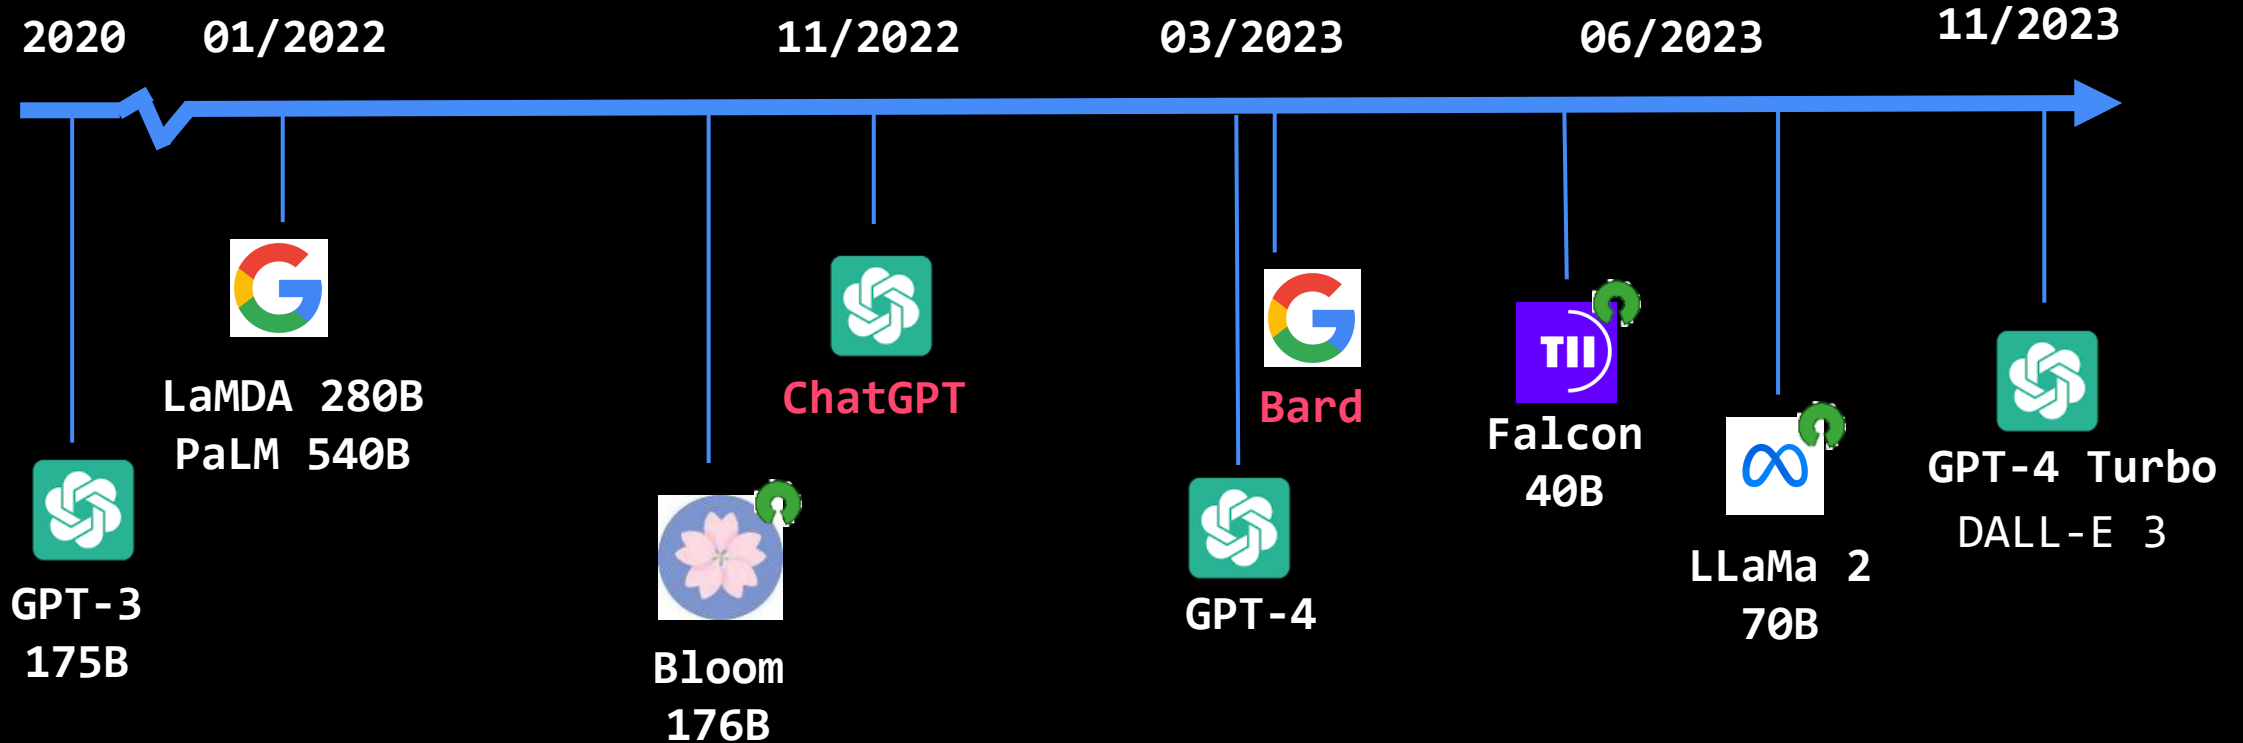 2020
01/2022
11/2022
03/2023
06/2023
11/2023
GPT-3
175B
LaMDA 280B
PaLM 540B
Bloom
176B
ChatGPT
GPT-4
Bard
TII
Falcon
40B
LLaMa 2
70B
GPT-4 Turbo
DALL-E 3